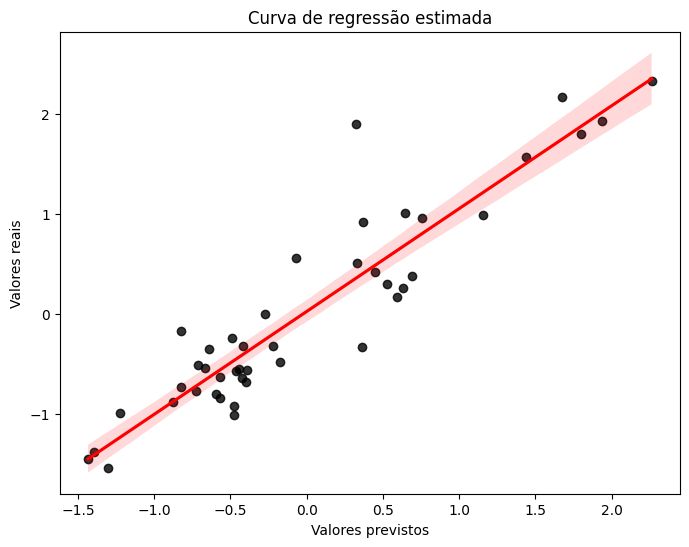 Curva de regressão estimada
Valores reais
2
1
0
−1
−1.5 −1.0 −0.5 0.0 0.5 1.0 1.5 2.0
Valores previstos